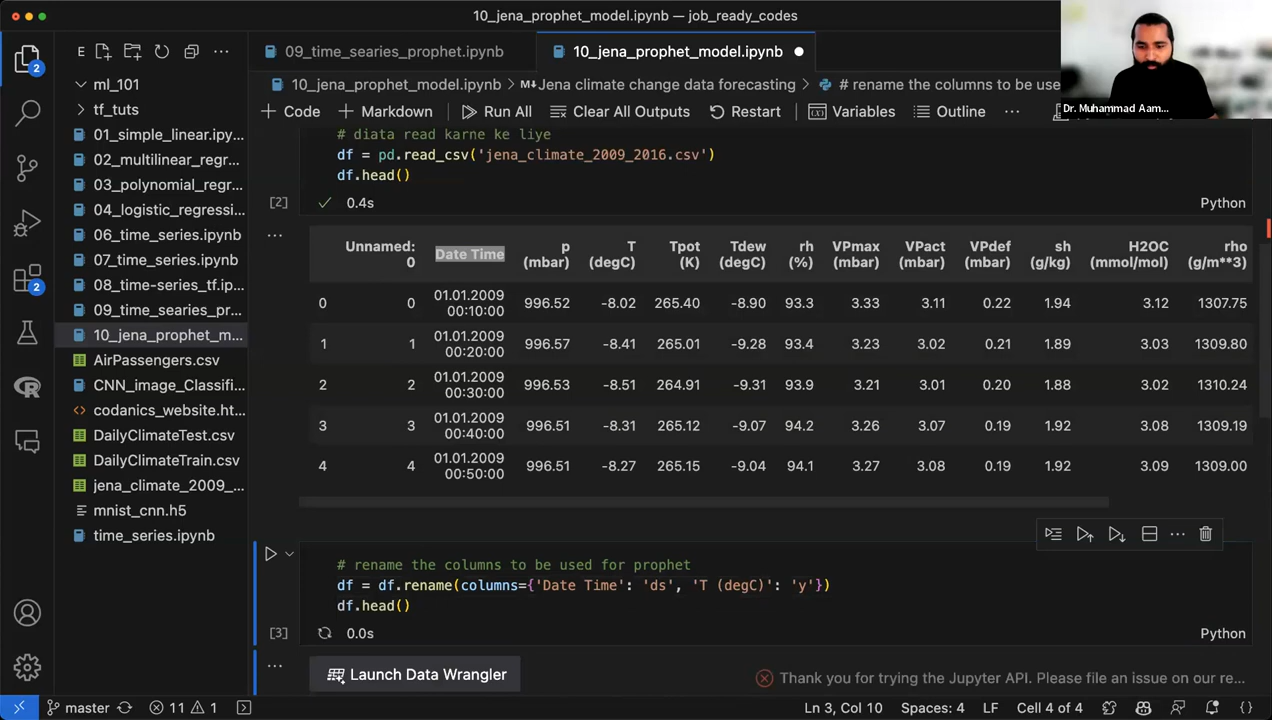 10_jena_prophet_model.ipynb — job_ready_codes
E
09_time_searies_prophet.ipynb
10_jena_prophet_model.ipynb
10_jena_prophet_model.ipynb > M↓Jena climate change data forecasting > # rename the columns to be use
Dr. Muhammad Aam...
+ Code + Markdown Run All Clear All Outputs Restart Variables Outline ...
2
2
ml_101
tf_tuts
01_simple_linear.ipy...
02_multilinear_regr...
03_polynomial_regr...
04_logistic_regressi...
06_time_series.ipynb
07_time_series.ipynb
08_time-series_tf.ip...
09_time_searies_pr...
10_jena_prophet_m...
AirPassengers.csv
CNN_image_Classifi...
codanics_website.ht...
DailyClimateTest.csv
DailyClimateTrain.csv
jena_climate_2009_...
mnist_cnn.h5
time_series.ipynb
# diata read karne ke liye
df = pd.read_csv('jena_climate_2009_2016.csv')
df.head()
[2] 0.4s Python
Unnamed: 0 Date Time p (mbar) T (degC) Tpot (K) Tdew (degC) rh (%) VPmax (mbar) VPact (mbar) VPdef (mbar) sh (g/kg) H2OC (mmol/mol) rho (g/m**3)
0 0 01.01.2009 00:10:00 996.52 -8.02 265.40 -8.90 93.3 3.33 3.11 0.22 1.94 3.12 1307.75
1 1 01.01.2009 00:20:00 996.57 -8.41 265.01 -9.28 93.4 3.23 3.02 0.21 1.89 3.03 1309.80
2 2 01.01.2009 00:30:00 996.53 -8.51 264.91 -9.31 93.9 3.21 3.01 0.20 1.88 3.02 1310.24
3 3 01.01.2009 00:40:00 996.51 -8.31 265.12 -9.07 94.2 3.26 3.07 0.19 1.92 3.08 1309.19
4 4 01.01.2009 00:50:00 996.51 -8.27 265.15 -9.04 94.1 3.27 3.08 0.19 1.92 3.09 1309.00
# rename the columns to be used for prophet
df = df.rename(columns={'Date Time': 'ds', 'T (degC)': 'y'})
df.head()
[3] 0.0s Python
Launch Data Wrangler
Thank you for trying the Jupyter API. Please file an issue on our re...
master 11 1 Ln 3, Col 10 Spaces: 4 LF Cell 4 of 4